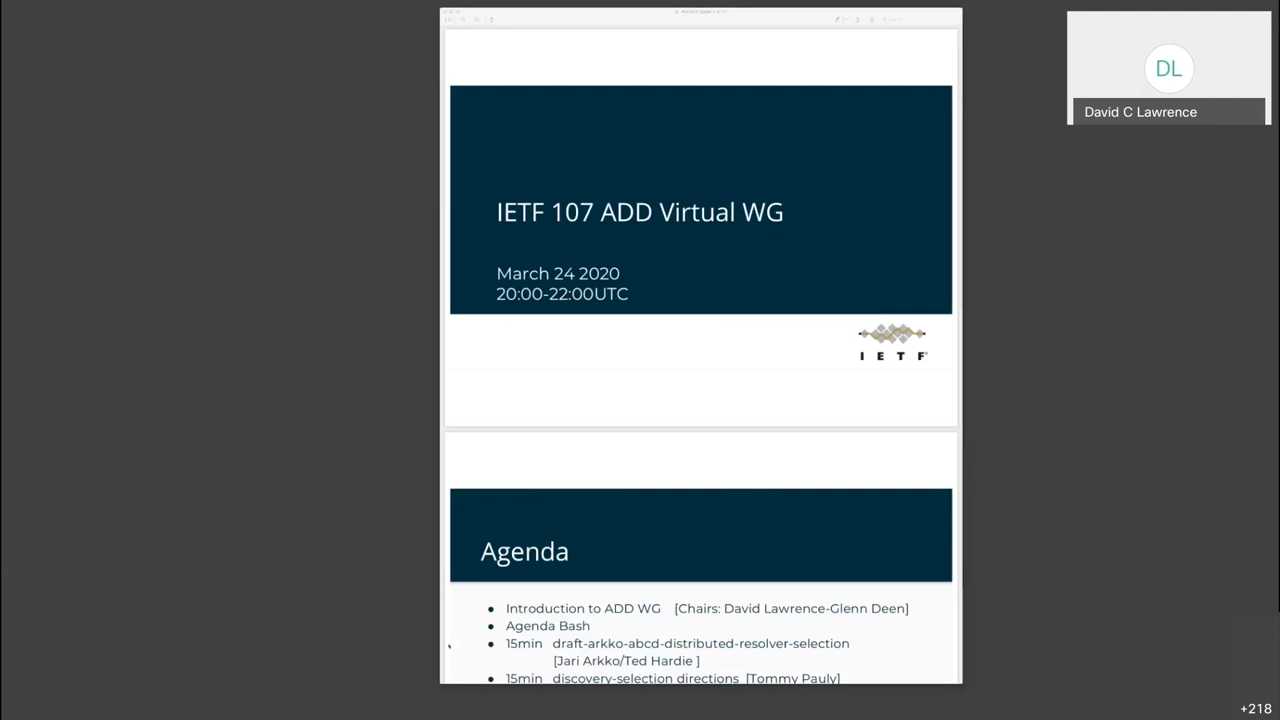 DL
David C Lawrence
IETF 107 ADD Virtual WG
March 24 2020
20:00-22:00UTC
I E T F
Agenda
● Introduction to ADD WG [Chairs: David Lawrence-Glenn Deen]
● Agenda Bash
● 15min draft-arkko-abcd-distributed-resolver-selection
[Jari Arkko/Ted Hardie ]
● 15min discovery-selection directions [Tommy Pauly]
+218